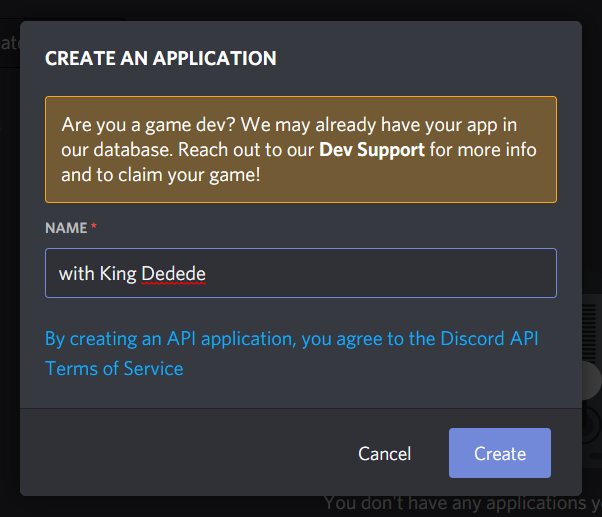 ate
CREATE AN APPLICATION
Are you a game dev? We may already have your app in
our database. Reach out to our Dev Support for more info
and to claim your game!
NAME *
with King Dedede
By creating an API application, you agree to the Discord API
Terms of Service
Cancel
Create
You don't have any applications y